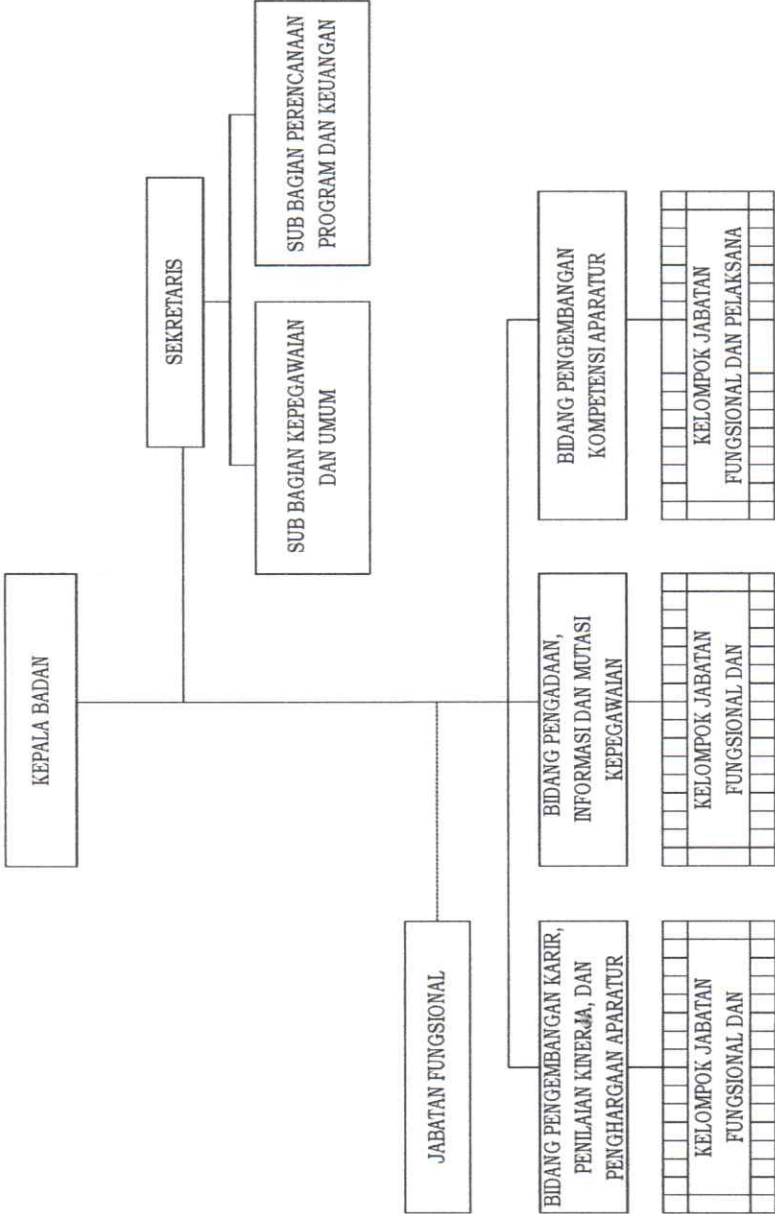 KEPALA BADAN
SEKRETARIS
SUB BAGIAN KEPEGAWAIAN
DAN UMUM
SUB BAGIAN PERENCANAAN
PROGRAM DAN KEUANGAN
JABATAN FUNGSIONAL
BIDANG PENGEMBANGAN KARIR,
PENILAIAN KINERJA, DAN
PENGHARGAAN APARATUR
BIDANG PENGADAAN,
INFORMASI DAN MUTASI
KEPEGAWAIAN
BIDANG PENGEMBANGAN
KOMPETENSI APARATUR
KELOMPOK JABATAN
FUNGSIONAL DAN
KELOMPOK JABATAN
FUNGSIONAL DAN
KELOMPOK JABATAN
FUNGSIONAL DAN PELAKSANA